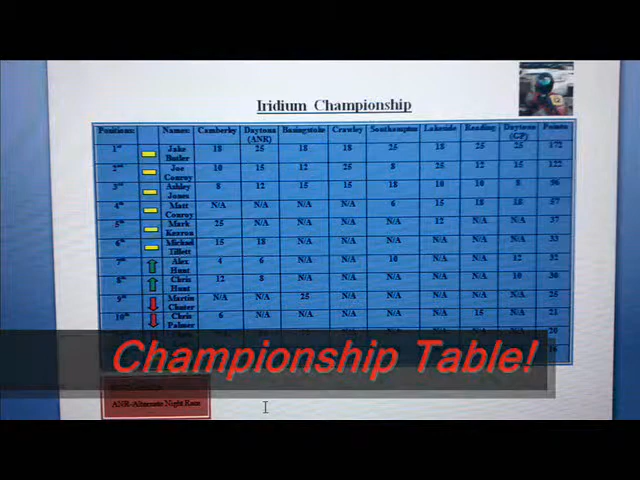 Iridium Championship
Positions: Names: Camberley Daytona (ANR) Basingstoke Crawley Southampton Lakeside Reading Daytona (GP) Points
1st Jake Butler 18 25 18 18 25 18 25 25 172
2nd Joe Conroy 10 15 12 25 8 25 12 15 122
3rd Ashley Jones 8 12 15 15 18 10 10 8 96
4th Matt Conroy N/A N/A N/A N/A 6 15 18 18 57
5th Mark 25 N/A N/A N/A N/A 12 N/A N/A 37
6th Michael Tillett 15 18 N/A N/A N/A N/A N/A N/A 33
7th Alex Hunt 4 6 N/A N/A 10 N/A N/A 12 32
8th Chris Hunt 12 8 N/A N/A N/A N/A N/A 10 30
9th Martin Chater N/A N/A 25 N/A N/A N/A N/A N/A 25
10th Chris Palmer 6 N/A N/A N/A N/A N/A 15 N/A 21
20
16
Championship Table!
ANR-Alternate Night Race